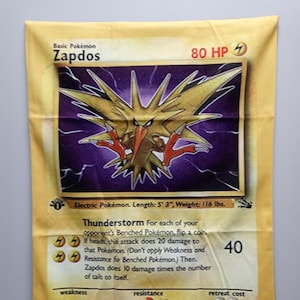 Basic Pokémon
Zapdos
80 HP
Electric Pokémon. Length: 5' 3", Weight: 116 lbs.
Thunderstorm For each of your
opponent's Benched Pokémon, flip a coin.
If heads, this attack does 20 damage to
that Pokémon. (Don't apply Weakness and
Resistance for Benched Pokémon.) Then,
Zapdos does 10 damage times the number
of tails to itself.
40
weakness
resistance
retreat cost